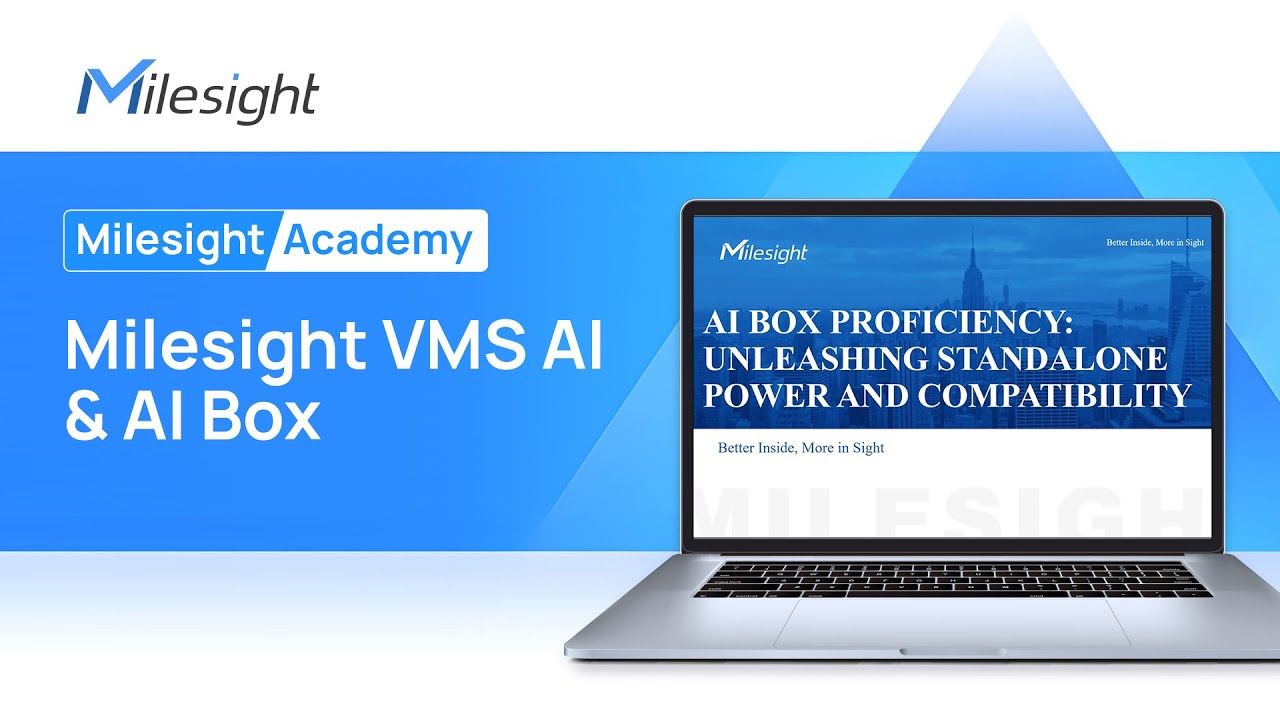 Milesight
Milesight Academy
Milesight VMS AI
& AI Box
Milesight
Better Inside, More in Sight
AI BOX PROFICIENCY:
UNLEASHING STANDALONE
POWER AND COMPATIBILITY
Better Inside, More in Sight
MILESIGH